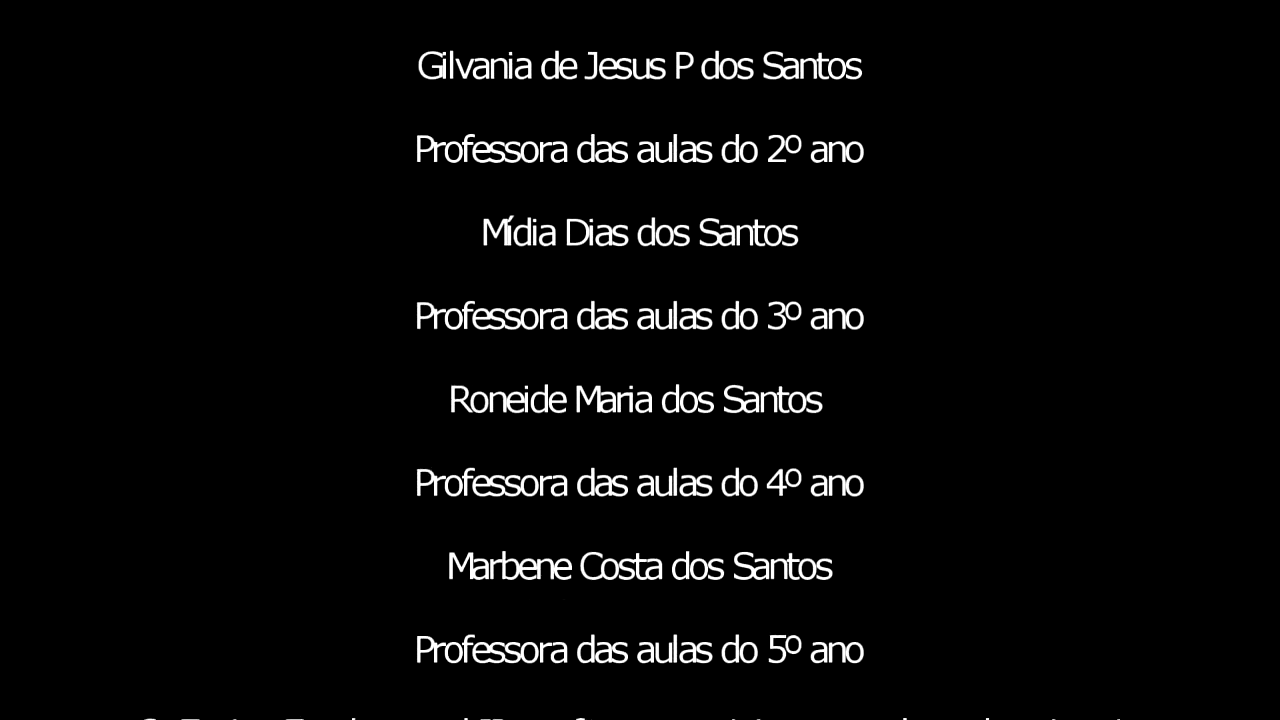 Gilvania de Jesus P dos Santos
Professora das aulas do 2º ano
Mídia Dias dos Santos
Professora das aulas do 3º ano
Roneide Maria dos Santos
Professora das aulas do 4º ano
Marbene Costa dos Santos
Professora das aulas do 5º ano